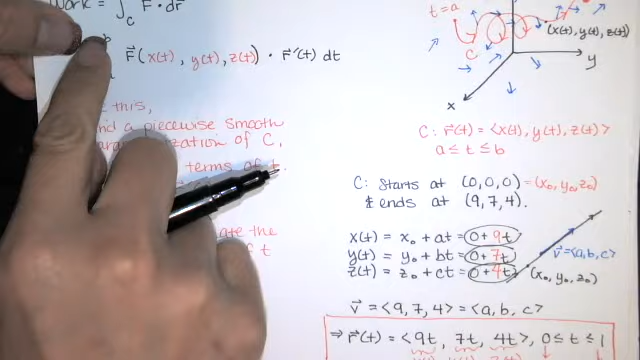 Work = ∫_C F⃗ · dr⃗
F⃗(x(t), y(t), z(t)) · r⃗'(t) dt
this,
a piecewise smooth
of C,
terms of t.
the
of t
t=a
C
(x(t), y(t), z(t))
y
x
C: r⃗(t) = <x(t), y(t), z(t)>
a ≤ t ≤ b
C: Starts at (0,0,0) = (x₀, y₀, z₀)
& ends at (9, 7, 4).
x(t) = x₀ + at = 0 + 9t
y(t) = y₀ + bt = 0 + 7t
z(t) = z₀ + ct = 0 + 4t
v⃗ = <a, b, c>
(x₀, y₀, z₀)
v⃗ = <9, 7, 4> = <a, b, c>
⇒ r⃗(t) = <9t, 7t, 4t>, 0 ≤ t ≤ 1